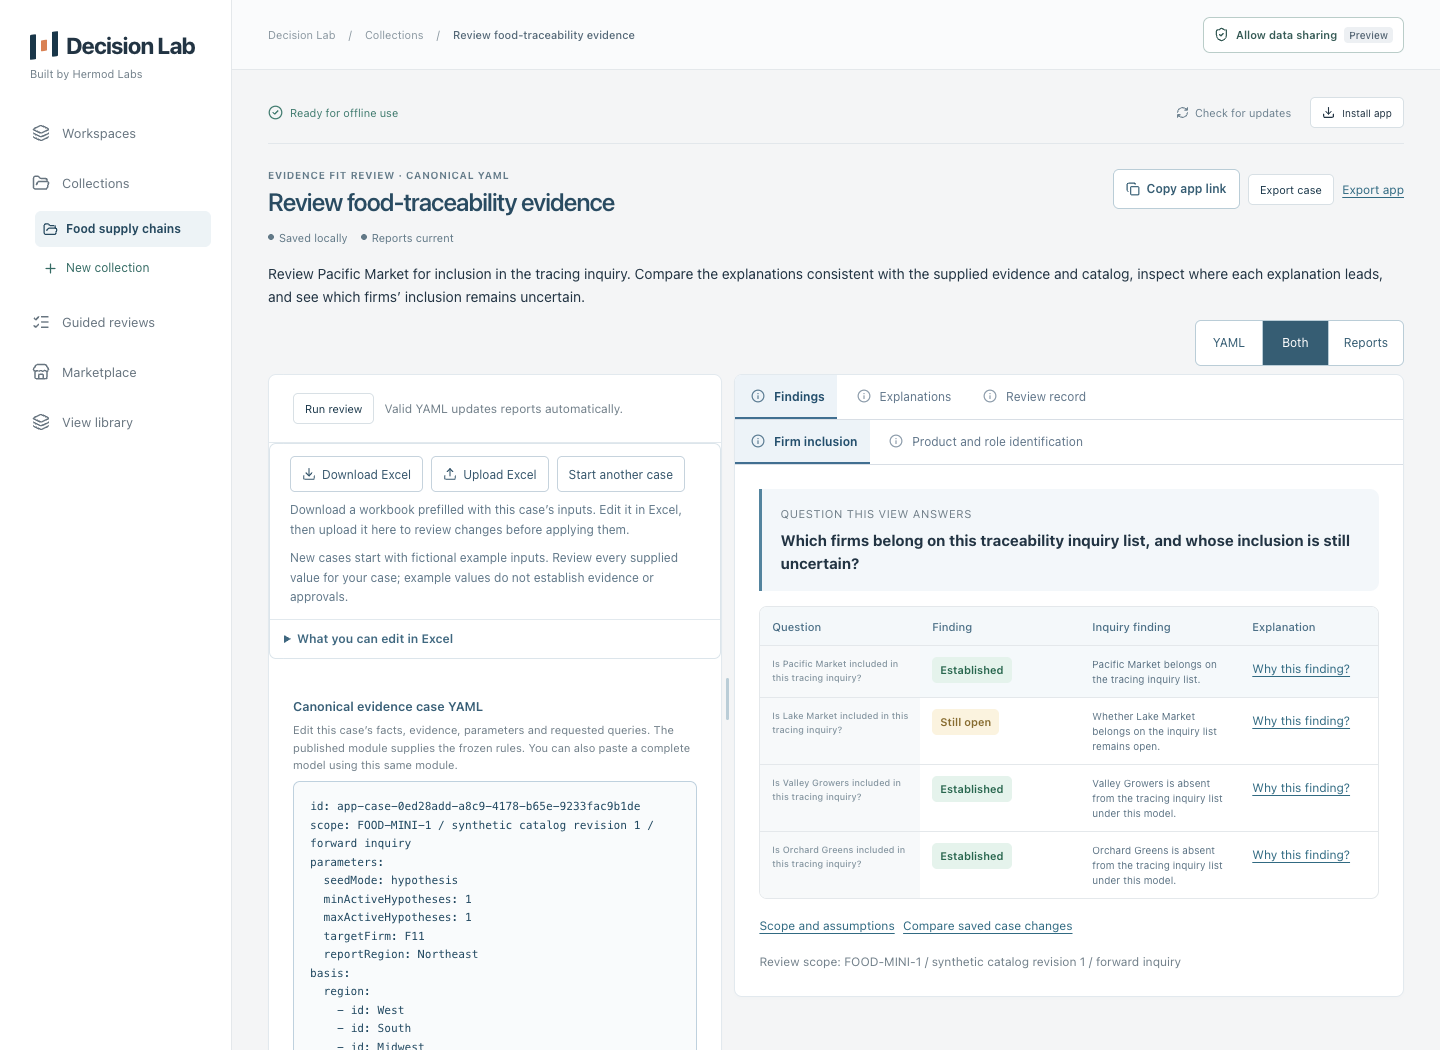 Decision Lab
Built by Hermod Labs
Workspaces
Collections
Food supply chains
New collection
Guided reviews
Marketplace
View library
Decision Lab / Collections / Review food-traceability evidence
Allow data sharing Preview
Ready for offline use
Check for updates
Install app
EVIDENCE FIT REVIEW · CANONICAL YAML
Review food-traceability evidence
Saved locally
Reports current
Copy app link
Export case
Export app
Review Pacific Market for inclusion in the tracing inquiry. Compare the explanations consistent with the supplied evidence and catalog, inspect where each explanation leads,
and see which firms’ inclusion remains uncertain.
YAML
Both
Reports
Run review
Valid YAML updates reports automatically.
Download Excel
Upload Excel
Start another case
Download a workbook prefilled with this case’s inputs. Edit it in Excel,
then upload it here to review changes before applying them.
New cases start with fictional example inputs. Review every supplied
value for your case; example values do not establish evidence or
approvals.
What you can edit in Excel
Canonical evidence case YAML
Edit this case’s facts, evidence, parameters and requested queries. The
published module supplies the frozen rules. You can also paste a complete
model using this same module.
id: app-case-0ed28add-a8c9-4178-b65e-9233fac9b1de
scope: FOOD-MINI-1 / synthetic catalog revision 1 /
forward inquiry
parameters:
seedMode: hypothesis
minActiveHypotheses: 1
maxActiveHypotheses: 1
targetFirm: F11
reportRegion: Northeast
basis:
region:
- id: West
- id: South
- id: Midwest
Findings
Explanations
Review record
Firm inclusion
Product and role identification
QUESTION THIS VIEW ANSWERS
Which firms belong on this traceability inquiry list, and whose inclusion is still
uncertain?
Question
Finding
Inquiry finding
Explanation
Is Pacific Market included in
this tracing inquiry?
Established
Pacific Market belongs on
the tracing inquiry list.
Why this finding?
Is Lake Market included in this
tracing inquiry?
Still open
Whether Lake Market
belongs on the inquiry list
remains open.
Why this finding?
Is Valley Growers included in
this tracing inquiry?
Established
Valley Growers is absent
from the tracing inquiry list
under this model.
Why this finding?
Is Orchard Greens included in
this tracing inquiry?
Established
Orchard Greens is absent
from the tracing inquiry list
under this model.
Why this finding?
Scope and assumptions
Compare saved case changes
Review scope: FOOD-MINI-1 / synthetic catalog revision 1 / forward inquiry